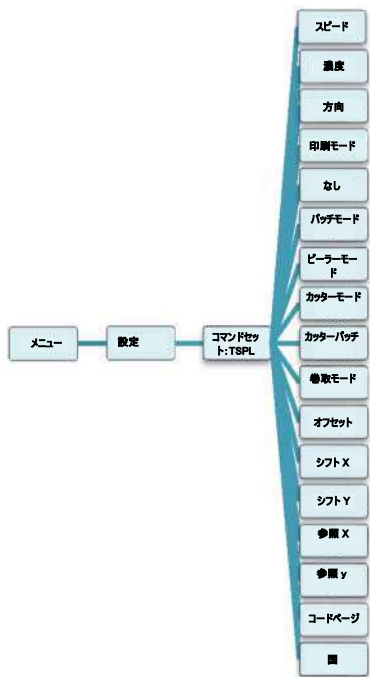 スピード
濃度
方向
印刷モード
なし
バッチモード
ピーラーモー
ド
カッターモード
カッターバッチ
巻取モード
オフセット
シフト X
シフト Y
参照 X
参照 y
コードページ
国
メニュー
設定
コマンドセッ
ト:TSPL